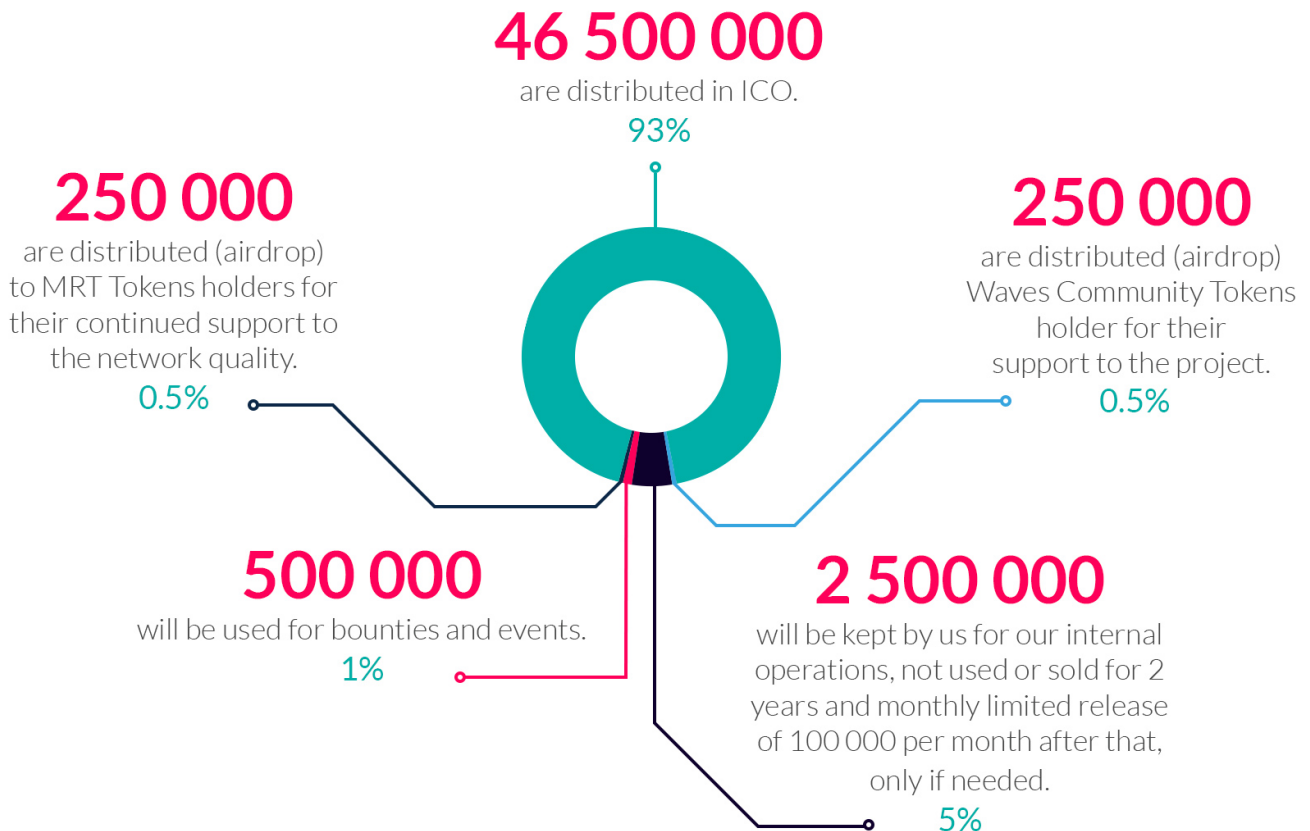 46 500 000
are distributed in ICO.
93%
250 000
are distributed (airdrop)
to MRT Tokens holders for
their continued support to
the network quality.
0.5%
250 000
are distributed (airdrop)
Waves Community Tokens
holder for their
support to the project.
0.5%
500 000
will be used for bounties and events.
1%
2 500 000
will be kept by us for our internal
operations, not used or sold for 2
years and monthly limited release
of 100 000 per month after that,
only if needed.
5%